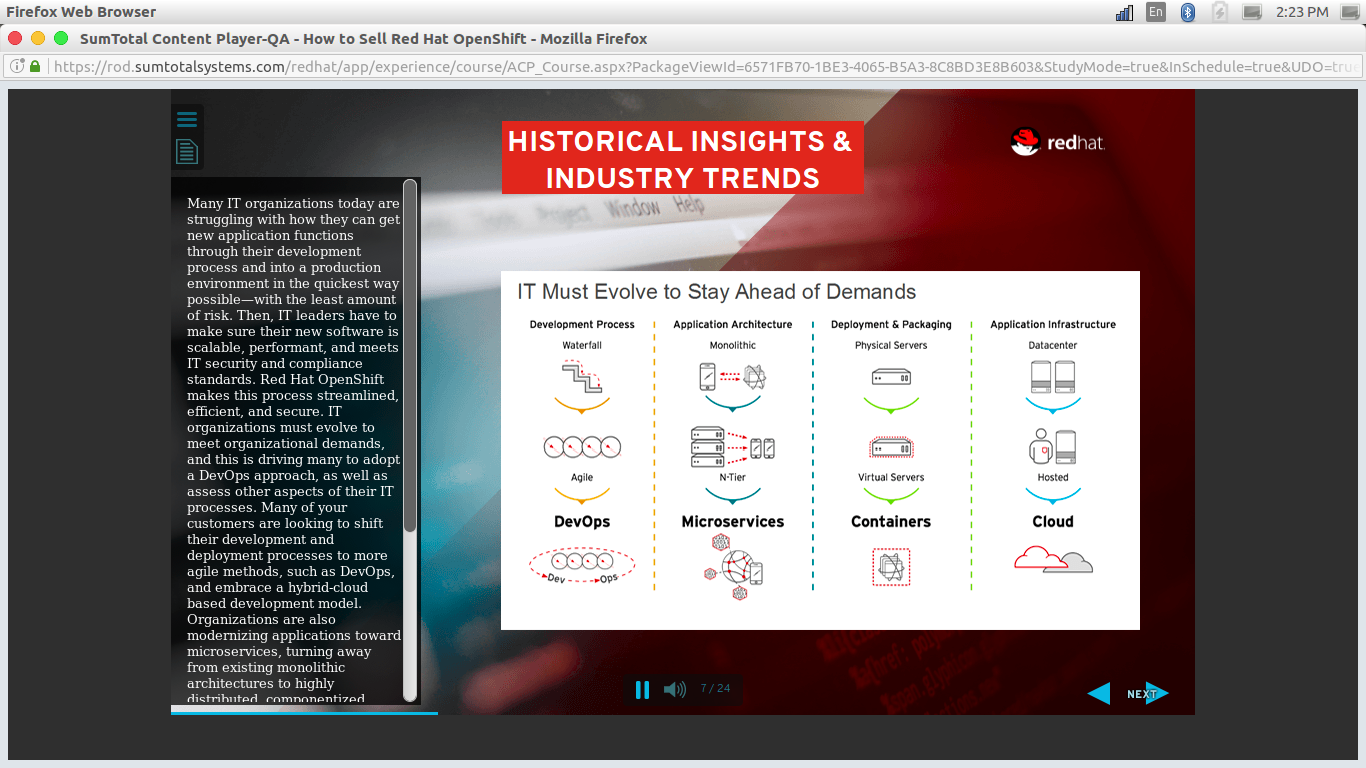 Firefox Web Browser
En
2:23 PM
SumTotal Content Player-QA - How to Sell Red Hat OpenShift - Mozilla Firefox
https://rod.sumtotalsystems.com/redhat/app/experience/course/ACP_Course.aspx?PackageViewId=6571FB70-1BE3-4065-B5A3-8C8BD3E8B603&StudyMode=true&InSchedule=true&UDO=true
HISTORICAL INSIGHTS &
INDUSTRY TRENDS
redhat.
Tools Project Window Help
Many IT organizations today are
struggling with how they can get
new application functions
through their development
process and into a production
environment in the quickest way
possible—with the least amount
of risk. Then, IT leaders have to
make sure their new software is
scalable, performant, and meets
IT security and compliance
standards. Red Hat OpenShift
makes this process streamlined,
efficient, and secure. IT
organizations must evolve to
meet organizational demands,
and this is driving many to adopt
a DevOps approach, as well as
assess other aspects of their IT
processes. Many of your
customers are looking to shift
their development and
deployment processes to more
agile methods, such as DevOps,
and embrace a hybrid-cloud
based development model.
Organizations are also
modernizing applications toward
microservices, turning away
from existing monolithic
architectures to highly
distributed, componentized
IT Must Evolve to Stay Ahead of Demands
Development Process
Waterfall
Agile
DevOps
Dev
Ops
Application Architecture
Monolithic
N-Tier
Microservices
Deployment & Packaging
Physical Servers
Virtual Servers
Containers
Application Infrastructure
Datacenter
Hosted
Cloud
7 / 24
NEXT